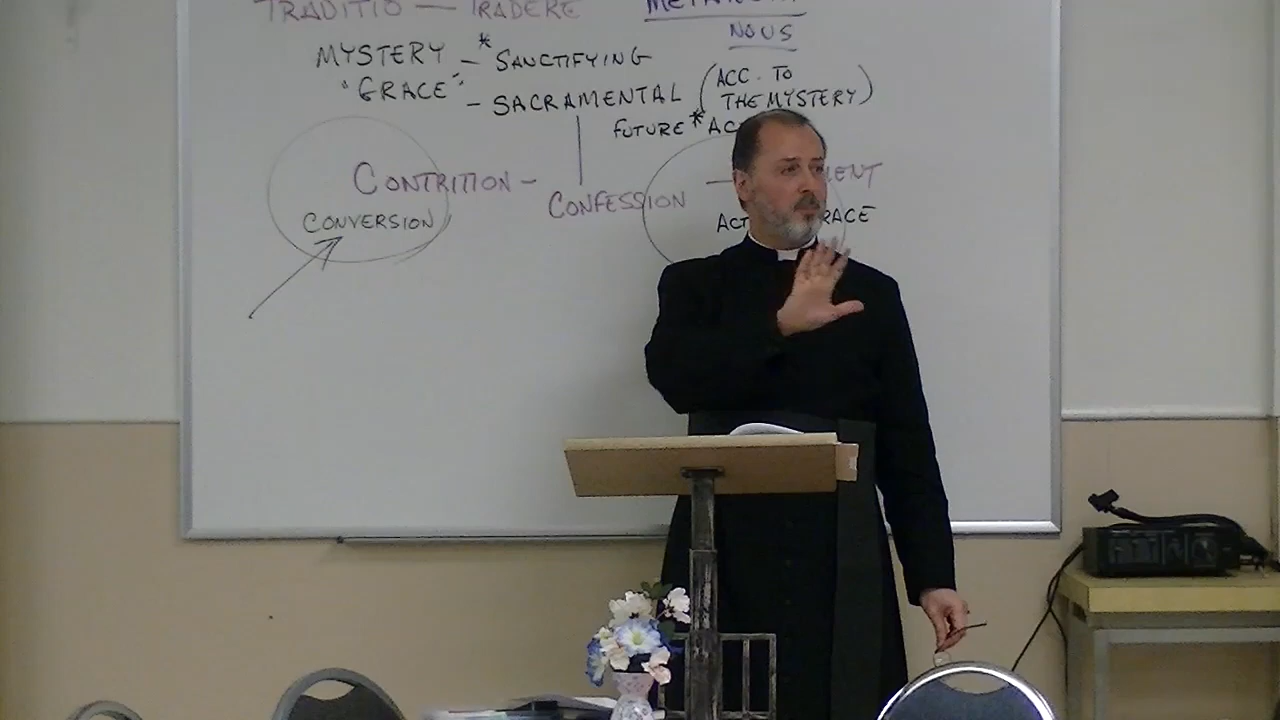 TRADITIO — TRADERE
NOUS
MYSTERY - * SANCTIFYING
"GRACE" - SACRAMENTAL (ACC. TO
THE MYSTERY)
FUTURE *
CONTRITION - CONFESSION —
CONVERSION